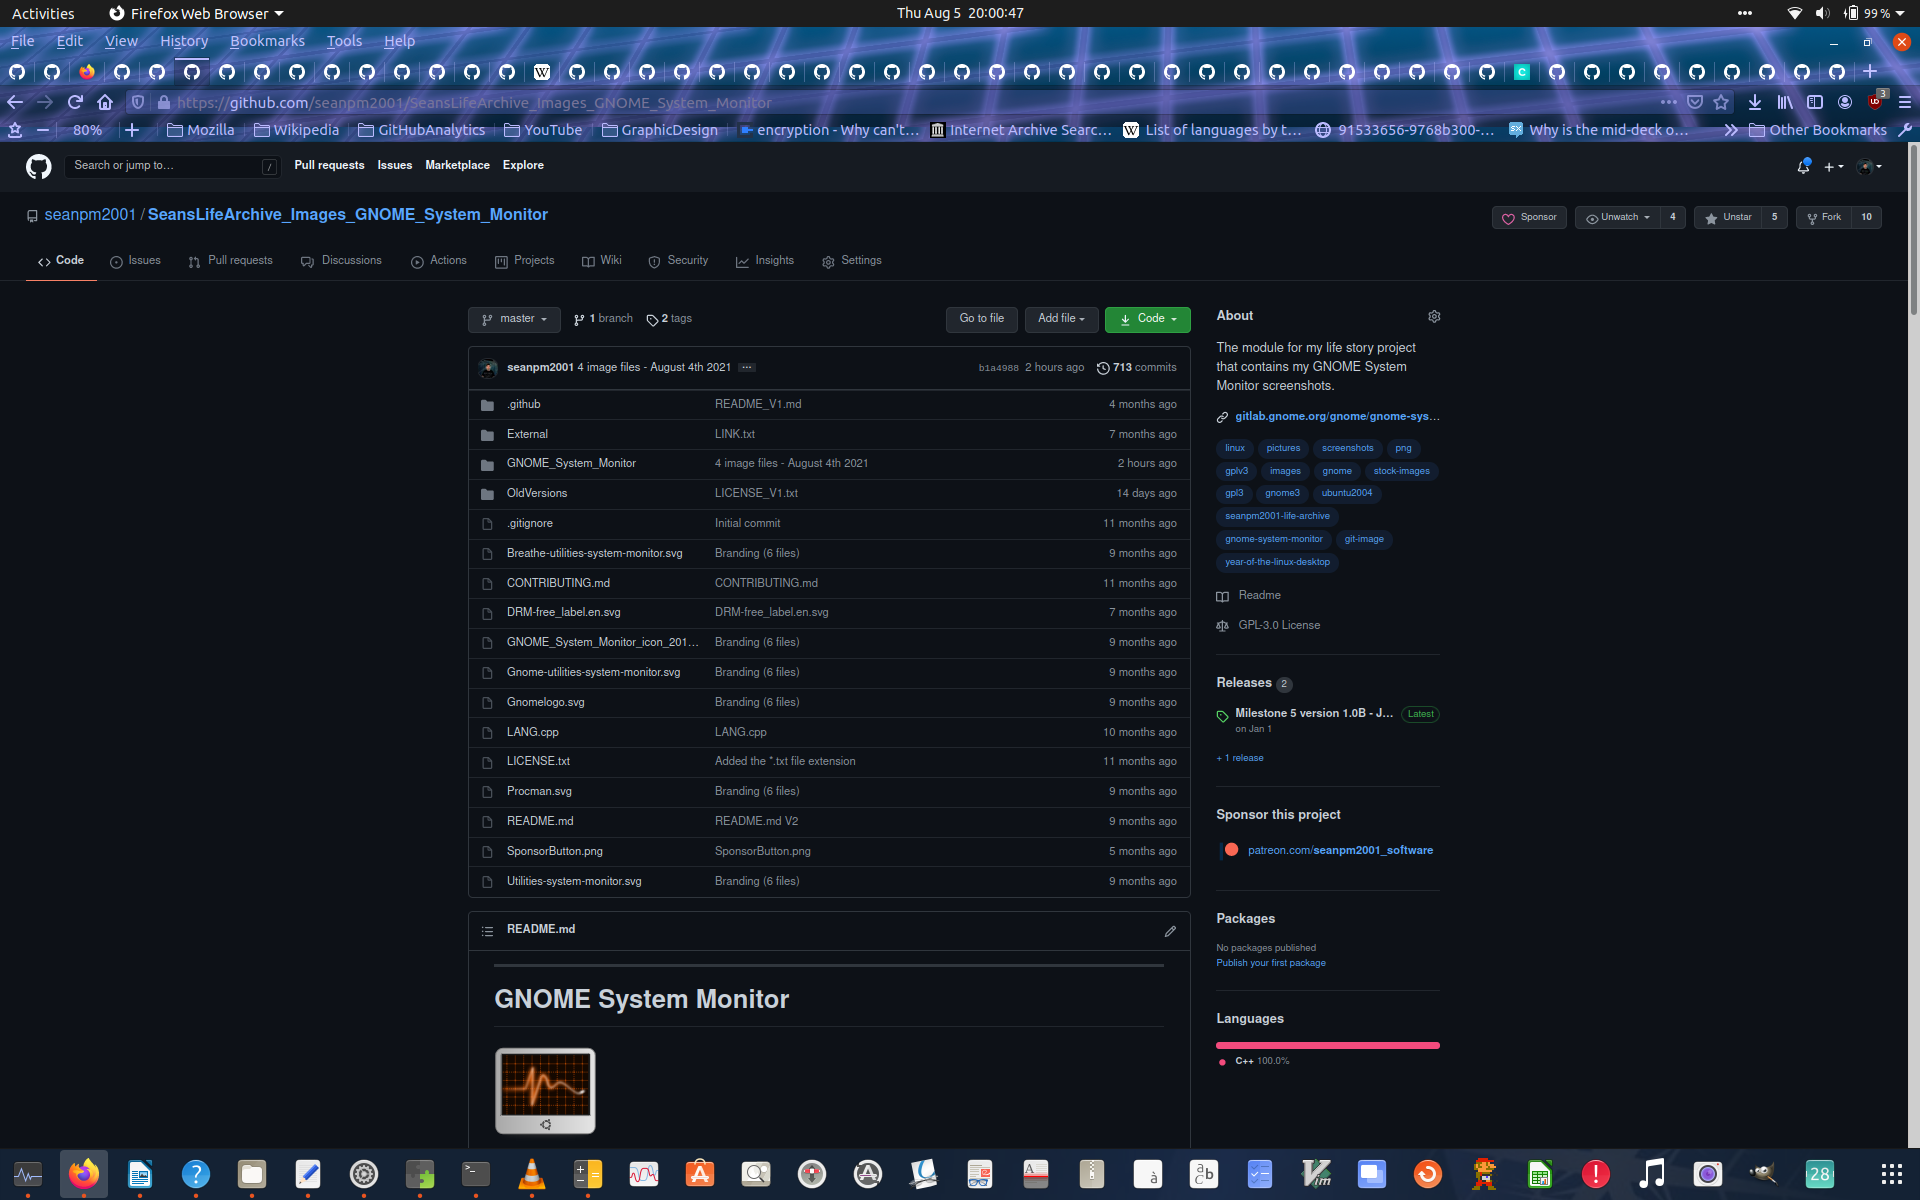 Activities Firefox Web Browser Thu Aug 5 20:00:47 99 %
File Edit View History Bookmarks Tools Help
https://github.com/seanpm2001/SeansLifeArchive_Images_GNOME_System_Monitor 3
80% Mozilla Wikipedia GitHubAnalytics YouTube GraphicDesign encryption - Why can't… Internet Archive Searc… List of languages by t… 91533656-9768b300-… Why is the mid-deck o… Other Bookmarks
Search or jump to… / Pull requests Issues Marketplace Explore
seanpm2001 / SeansLifeArchive_Images_GNOME_System_Monitor
Sponsor Unwatch 4 Unstar 5 Fork 10
Code Issues Pull requests Discussions Actions Projects Wiki Security Insights Settings
master 1 branch 2 tags Go to file Add file Code
seanpm2001 4 image files - August 4th 2021 b1a4988 2 hours ago 713 commits
.github README_V1.md 4 months ago
External LINK.txt 7 months ago
GNOME_System_Monitor 4 image files - August 4th 2021 2 hours ago
OldVersions LICENSE_V1.txt 14 days ago
.gitignore Initial commit 11 months ago
Breathe-utilities-system-monitor.svg Branding (6 files) 9 months ago
CONTRIBUTING.md CONTRIBUTING.md 11 months ago
DRM-free_label.en.svg DRM-free_label.en.svg 7 months ago
GNOME_System_Monitor_icon_201… Branding (6 files) 9 months ago
Gnome-utilities-system-monitor.svg Branding (6 files) 9 months ago
Gnomelogo.svg Branding (6 files) 9 months ago
LANG.cpp LANG.cpp 10 months ago
LICENSE.txt Added the *.txt file extension 11 months ago
Procman.svg Branding (6 files) 9 months ago
README.md README.md V2 9 months ago
SponsorButton.png SponsorButton.png 5 months ago
Utilities-system-monitor.svg Branding (6 files) 9 months ago
README.md
GNOME System Monitor
About
The module for my life story project
that contains my GNOME System
Monitor screenshots.
gitlab.gnome.org/gnome/gnome-sys…
linux pictures screenshots png
gplv3 images gnome stock-images
gpl3 gnome3 ubuntu2004
seanpm2001-life-archive
gnome-system-monitor git-image
year-of-the-linux-desktop
Readme
GPL-3.0 License
Releases 2
Milestone 5 version 1.0B - J… Latest
on Jan 1
+ 1 release
Sponsor this project
patreon.com/seanpm2001_software
Packages
No packages published
Publish your first package
Languages
C++ 100.0%
28